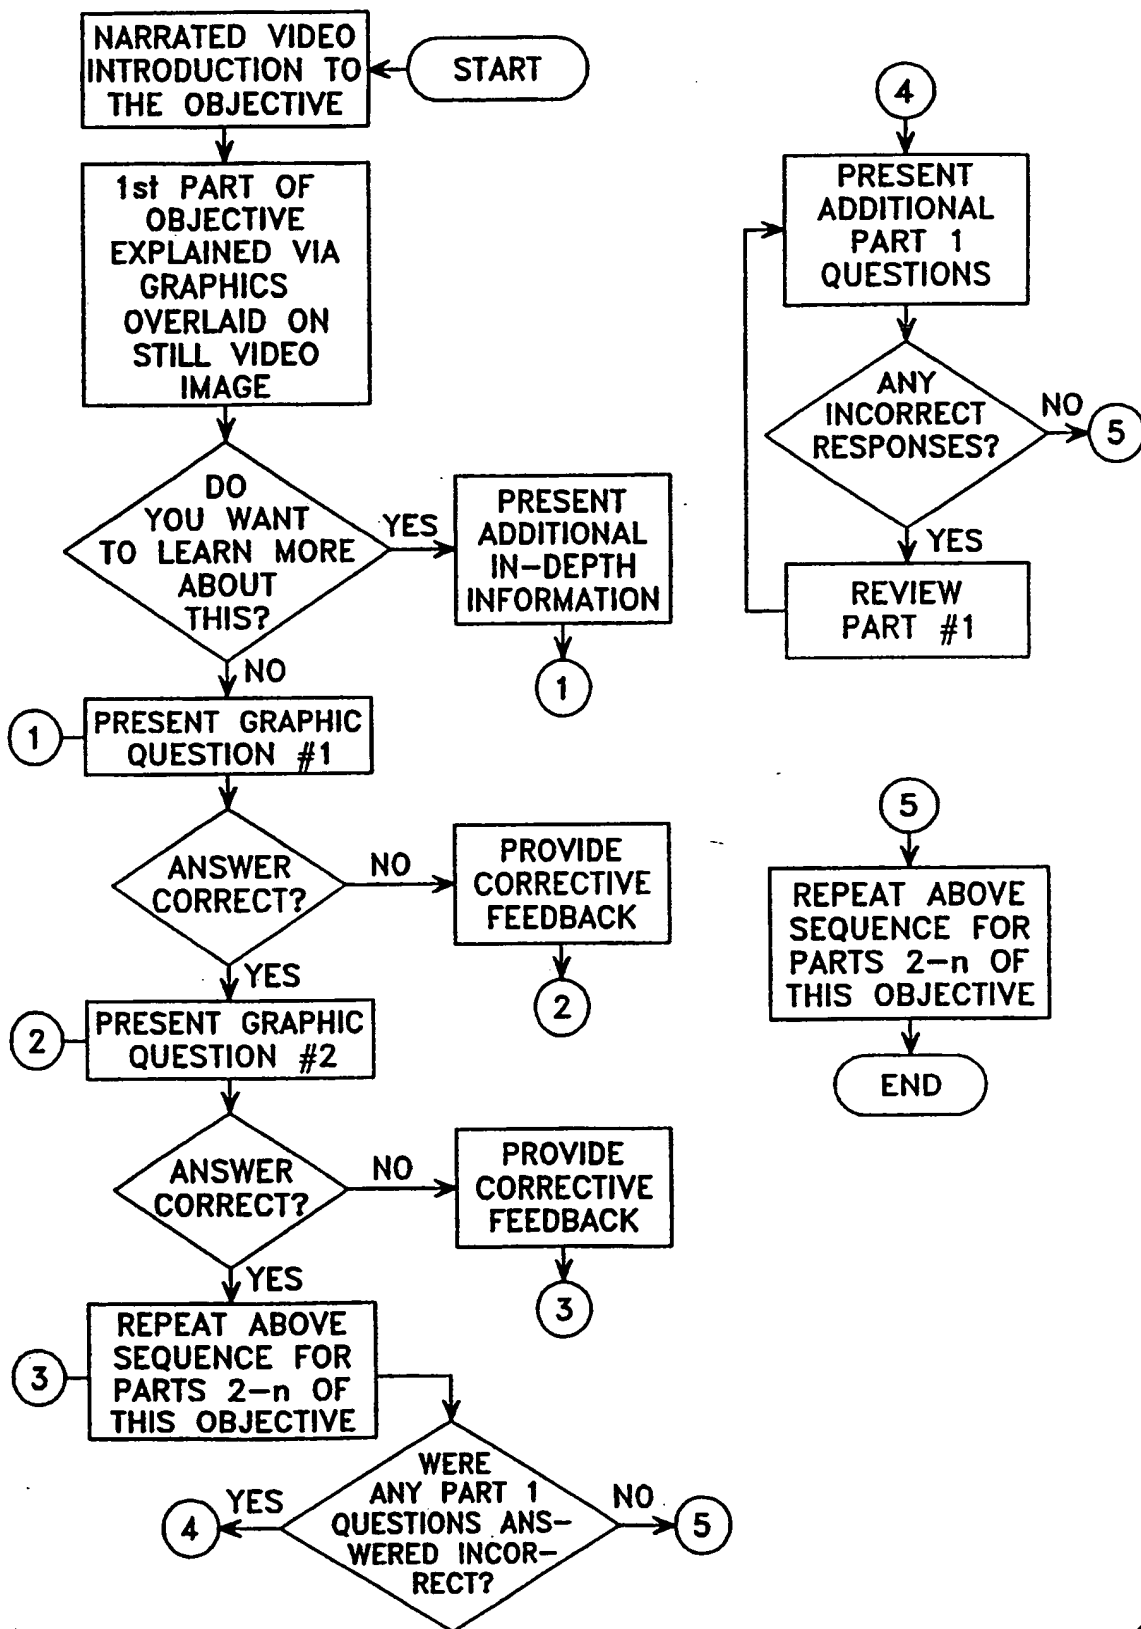 NARRATED VIDEO
INTRODUCTION TO
THE OBJECTIVE
START
1st PART OF
OBJECTIVE
EXPLAINED VIA
GRAPHICS
OVERLAID ON
STILL VIDEO
IMAGE
DO
YOU WANT
TO LEARN MORE
ABOUT
THIS?
YES
PRESENT
ADDITIONAL
IN-DEPTH
INFORMATION
1
NO
1
PRESENT GRAPHIC
QUESTION #1
ANSWER
CORRECT?
NO
PROVIDE
CORRECTIVE
FEEDBACK
2
YES
2
PRESENT GRAPHIC
QUESTION #2
ANSWER
CORRECT?
NO
PROVIDE
CORRECTIVE
FEEDBACK
3
YES
3
REPEAT ABOVE
SEQUENCE FOR
PARTS 2-n OF
THIS OBJECTIVE
WERE
ANY PART 1
QUESTIONS ANS-
WERED INCOR-
RECT?
YES
4
NO
5
4
PRESENT
ADDITIONAL
PART 1
QUESTIONS
ANY
INCORRECT
RESPONSES?
NO
5
YES
REVIEW
PART #1
5
REPEAT ABOVE
SEQUENCE FOR
PARTS 2-n OF
THIS OBJECTIVE
END